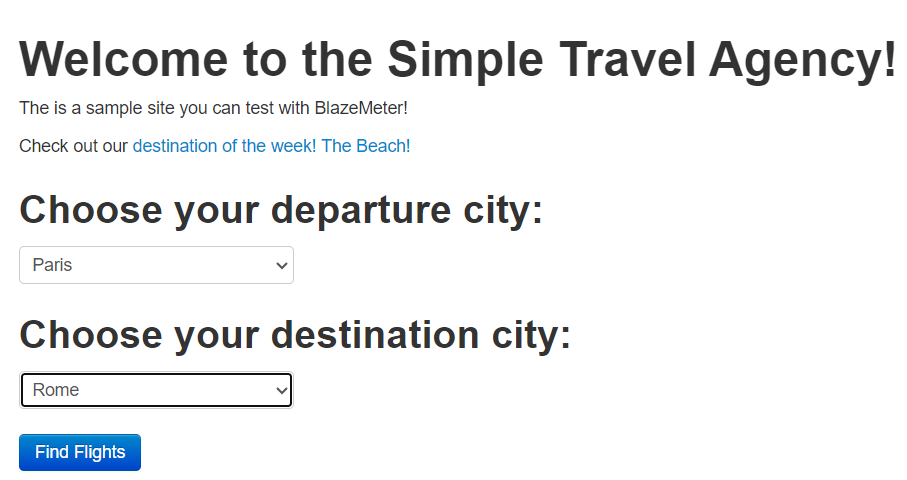 Welcome to the Simple Travel Agency!
The is a sample site you can test with BlazeMeter!
Check out our destination of the week! The Beach!
Choose your departure city:
Paris
Choose your destination city:
Rome
Find Flights